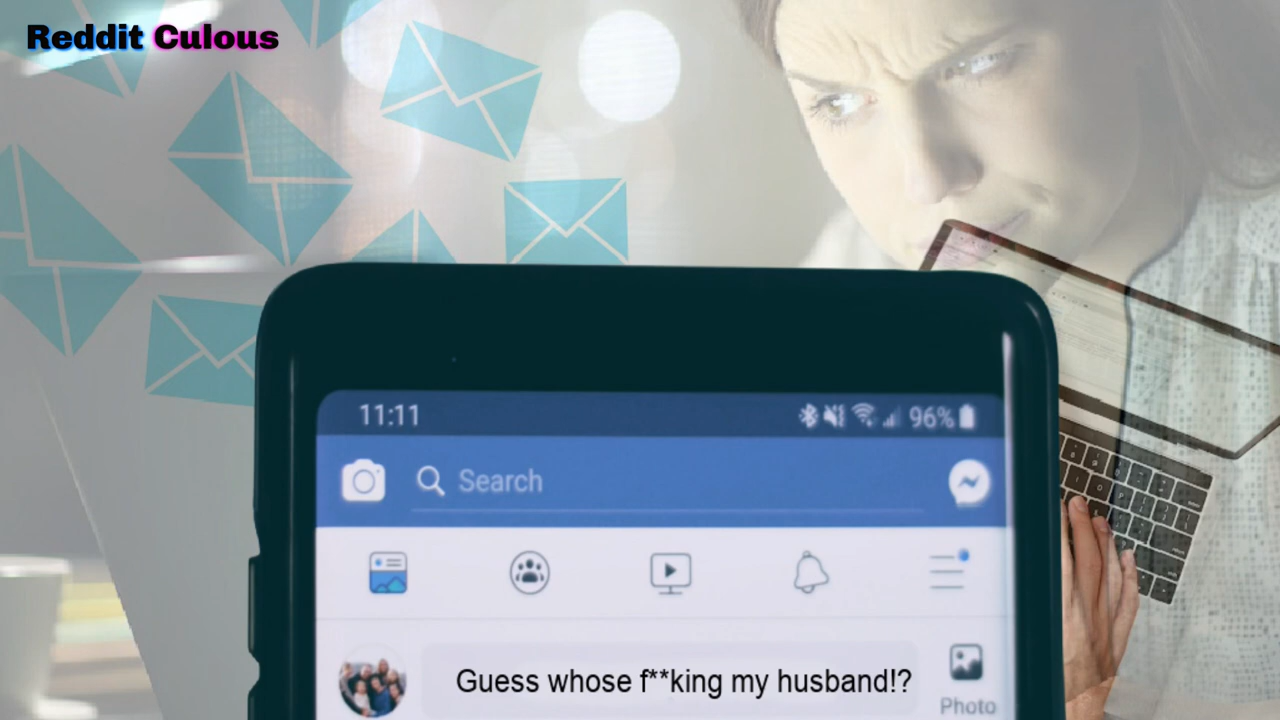 Reddit Culous
11:11
96%
Search
Guess whose f**king my husband!?
Photo